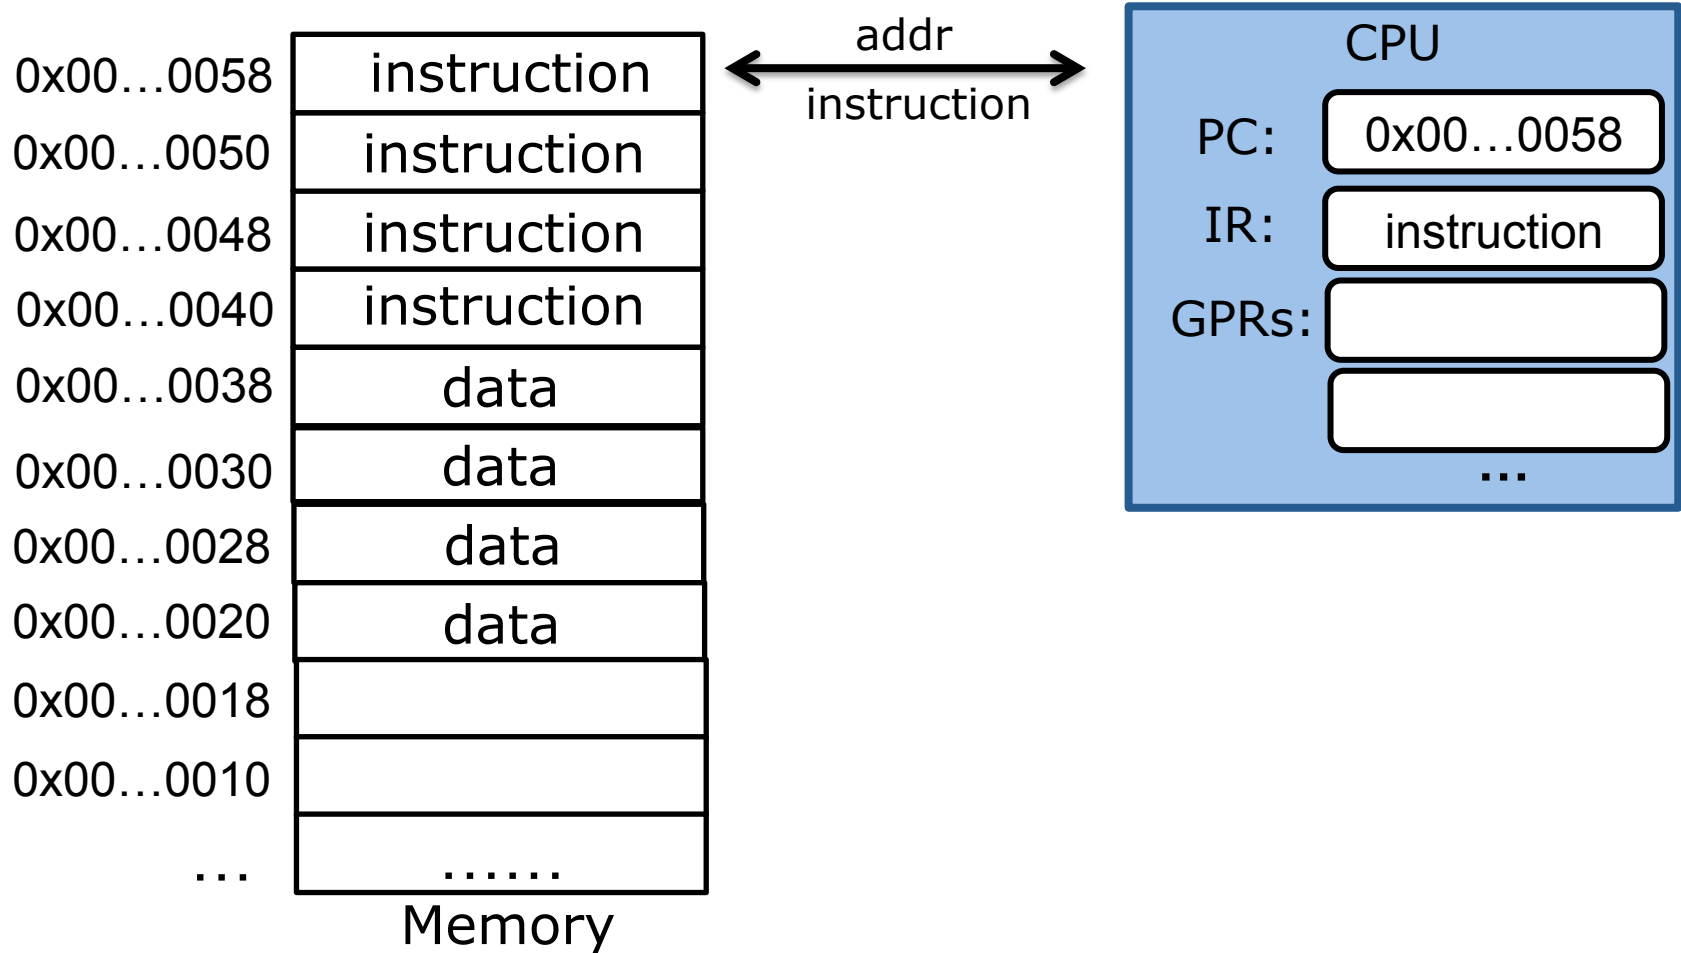 0x00…0058 instruction
0x00…0050 instruction
0x00…0048 instruction
0x00…0040 instruction
0x00…0038 data
0x00…0030 data
0x00…0028 data
0x00…0020 data
0x00…0018
0x00…0010
… ……
Memory
addr
instruction
CPU
PC: 0x00…0058
IR: instruction
GPRs:
…